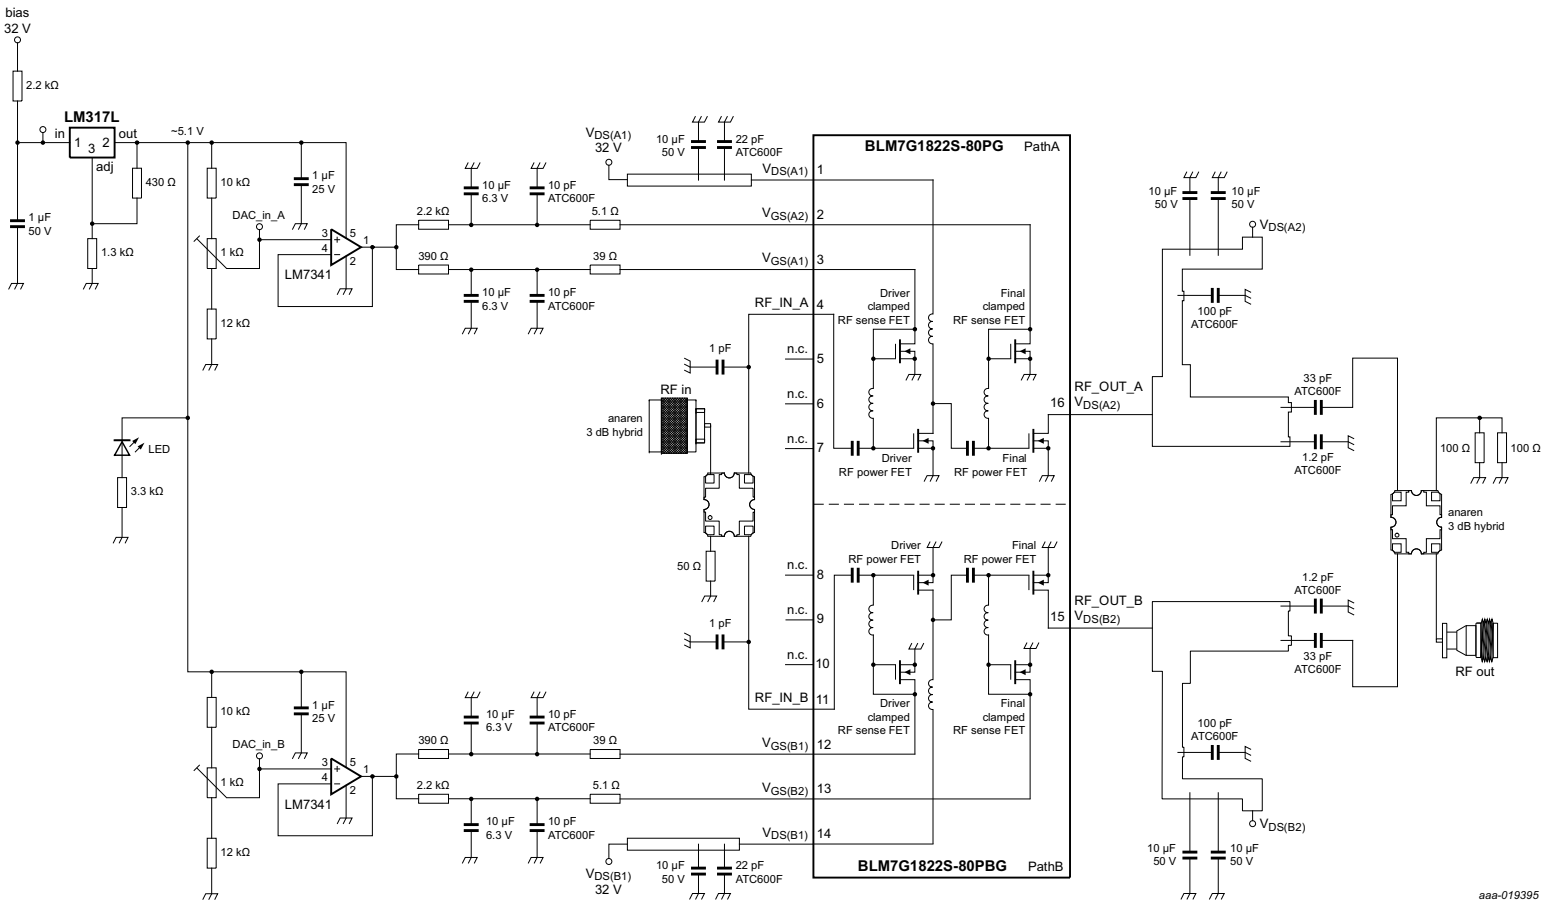 bias
32 V
2.2 kΩ
LM317L
in
1 2
3
out
adj
~5.1 V
430 Ω
1 µF
50 V
1.3 kΩ
10 kΩ
1 µF
25 V
DAC_in_A
1 kΩ
3
4
+
−
5
2
1
LM7341
12 kΩ
LED
3.3 kΩ
10 kΩ
1 µF
25 V
DAC_in_B
1 kΩ
3
4
+
−
5
2
1
LM7341
12 kΩ
10 µF
6.3 V
10 pF
ATC600F
2.2 kΩ
5.1 Ω
390 Ω
39 Ω
10 µF
6.3 V
10 pF
ATC600F
VDS(A1)
32 V
10 µF
50 V
22 pF
ATC600F
VDS(A1)
1
VGS(A2)
2
VGS(A1)
3
RF_IN_A
4
n.c.
5
n.c.
6
n.c.
7
1 pF
RF in
anaren
3 dB hybrid
50 Ω
1 pF
n.c.
8
n.c.
9
n.c.
10
RF_IN_B
11
VGS(B1)
12
VGS(B2)
13
VDS(B1)
14
10 µF
6.3 V
10 pF
ATC600F
390 Ω
39 Ω
2.2 kΩ
5.1 Ω
10 µF
6.3 V
10 pF
ATC600F
VDS(B1)
32 V
10 µF
50 V
22 pF
ATC600F
BLM7G1822S-80PG
PathA
Driver
clamped
RF sense FET
Final
clamped
RF sense FET
Driver
RF power FET
Final
RF power FET
Driver
RF power FET
Final
RF power FET
Driver
clamped
RF sense FET
Final
clamped
RF sense FET
BLM7G1822S-80PBG
PathB
16
RF_OUT_A
VDS(A2)
15
RF_OUT_B
VDS(B2)
10 µF
50 V
10 µF
50 V
VDS(A2)
100 pF
ATC600F
33 pF
ATC600F
1.2 pF
ATC600F
100 Ω
100 Ω
anaren
3 dB hybrid
1.2 pF
ATC600F
33 pF
ATC600F
RF out
100 pF
ATC600F
VDS(B2)
10 µF
50 V
10 µF
50 V
aaa-019395